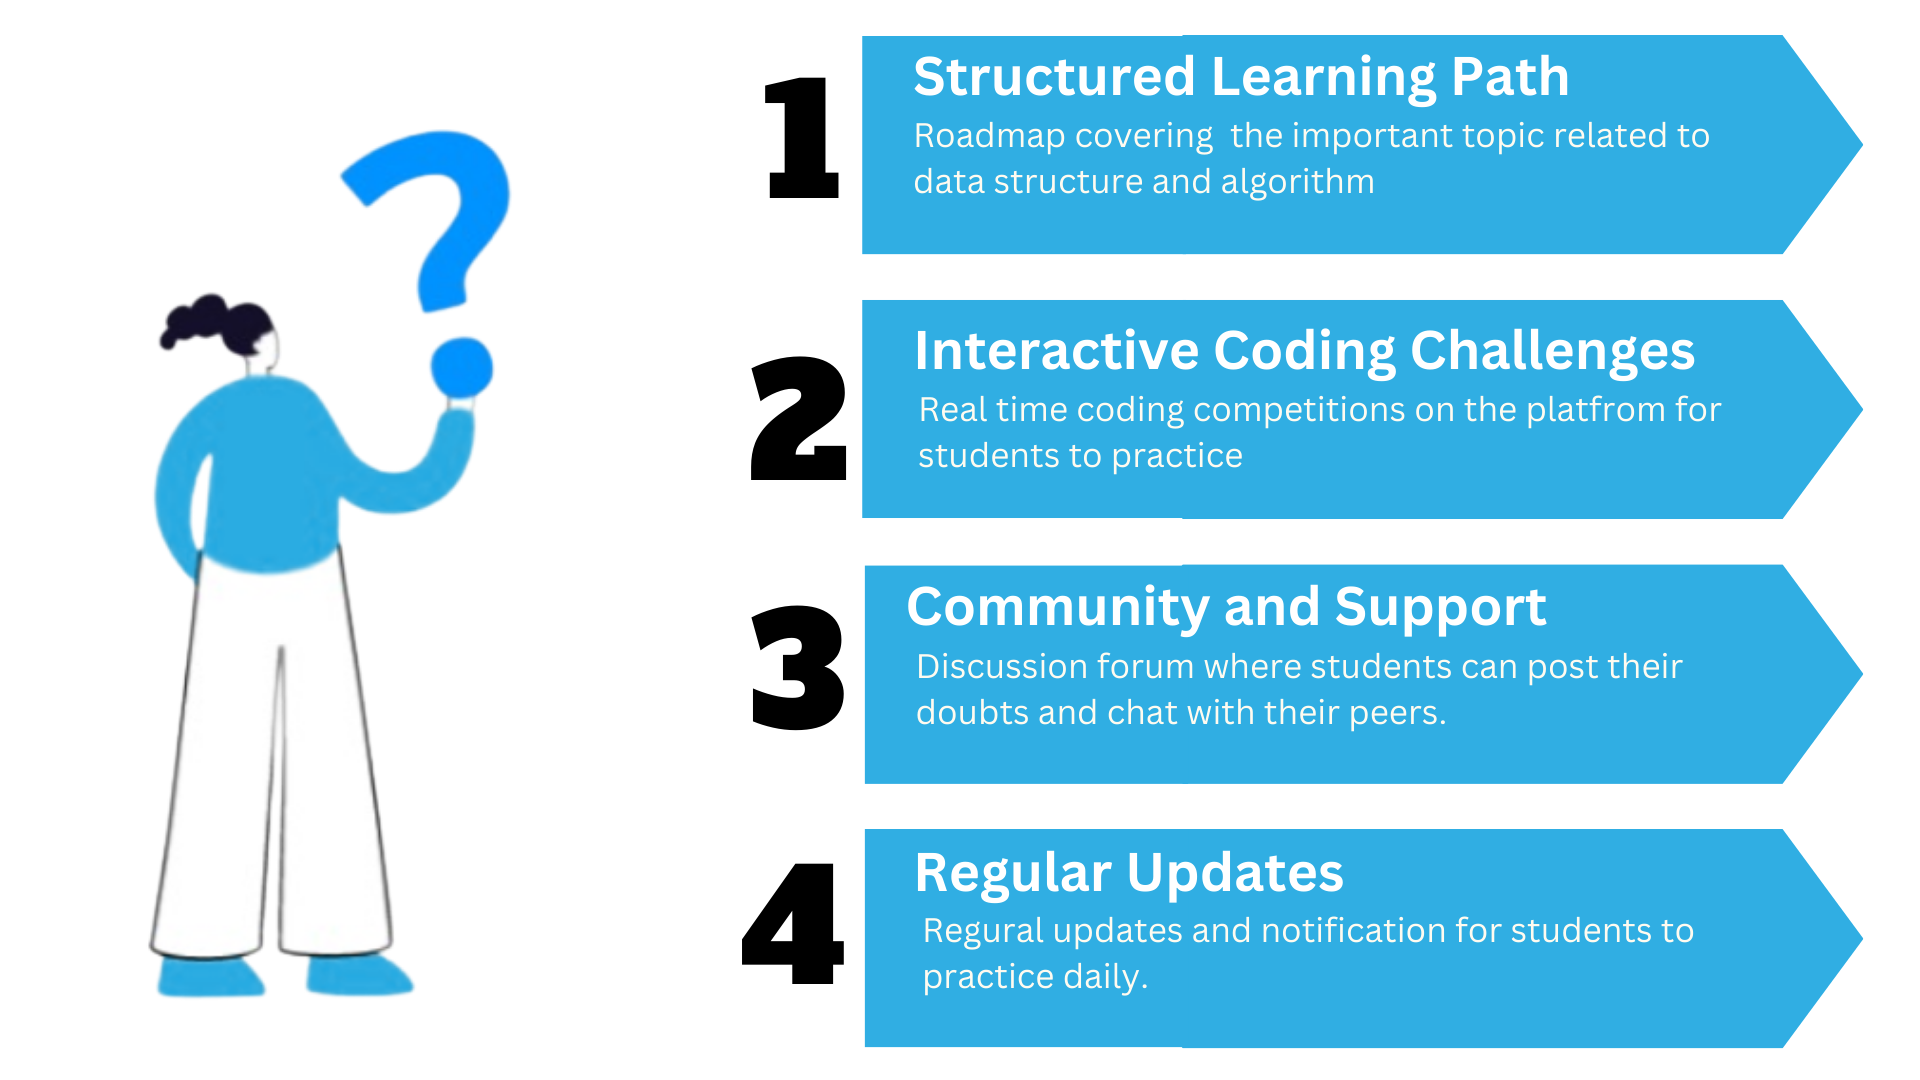 1
Structured Learning Path
Roadmap covering  the important topic related to
data structure and algorithm
2
Interactive Coding Challenges
Real time coding competitions on the platfrom for
students to practice
3
Community and Support
Discussion forum where students can post their
doubts and chat with their peers.
4
Regular Updates
Regural updates and notification for students to
practice daily.